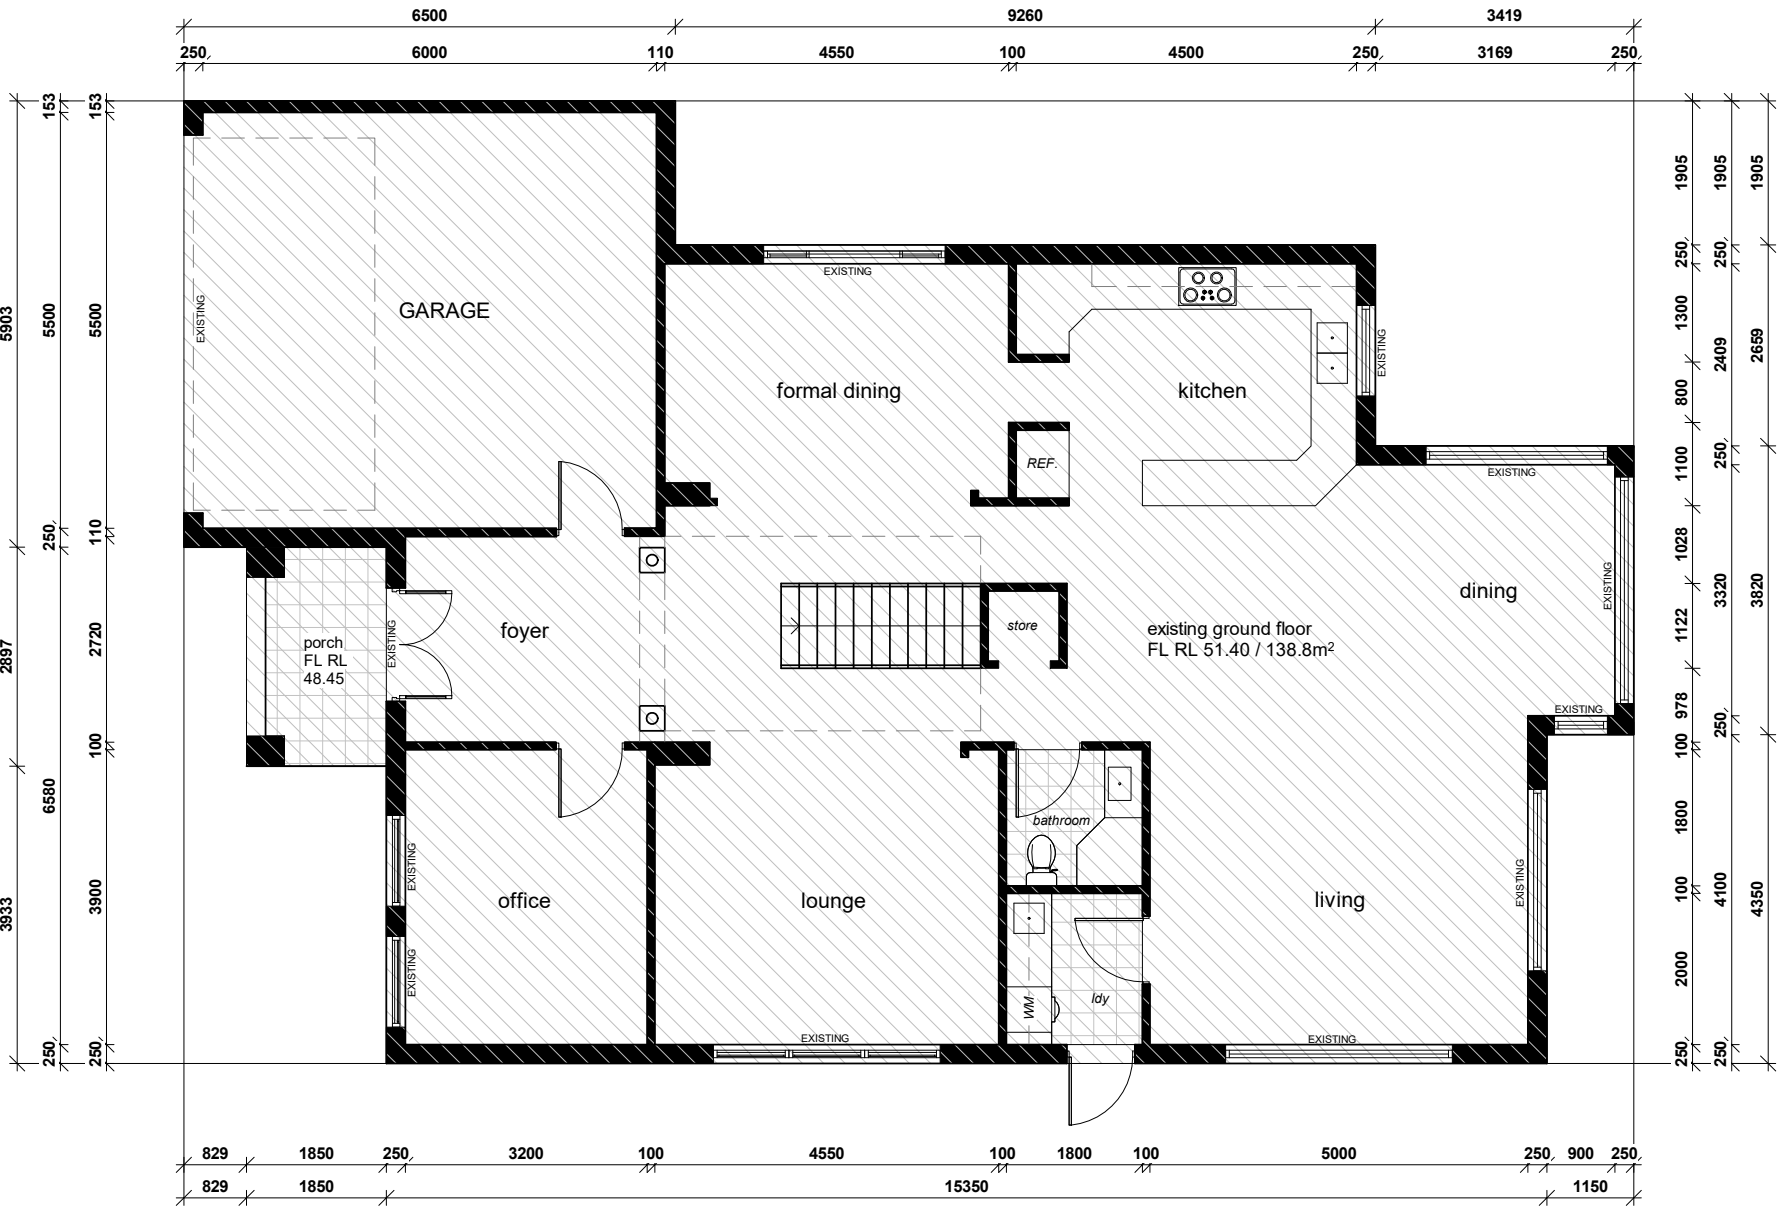 6500 9260 3419
250 6000 110 4550 100 4500 250 3169 250
153 153
1905 1905 1905
250 250
EXISTING
EXISTING
GARAGE
5903 5500 5500
1300 2409 2659
EXISTING
formal dining
kitchen
800
REF.
1100
250
EXISTING
250 110
1028
EXISTING
dining
3320 3820
foyer
store
porch
FL RL
48.45
EXISTING
existing ground floor
FL RL 51.40 / 138.8m²
2897 2720
1122
978
EXISTING
250
100
100
6580
bathroom
1800
EXISTING
EXISTING
3933 3900
office
lounge
living
100 4100 4350
EXISTING
WM
ldy
2000
EXISTING
EXISTING
250 250
250 250
829 1850 250 3200 100 4550 100 1800 100 5000 250 900 250
829 1850 15350 1150